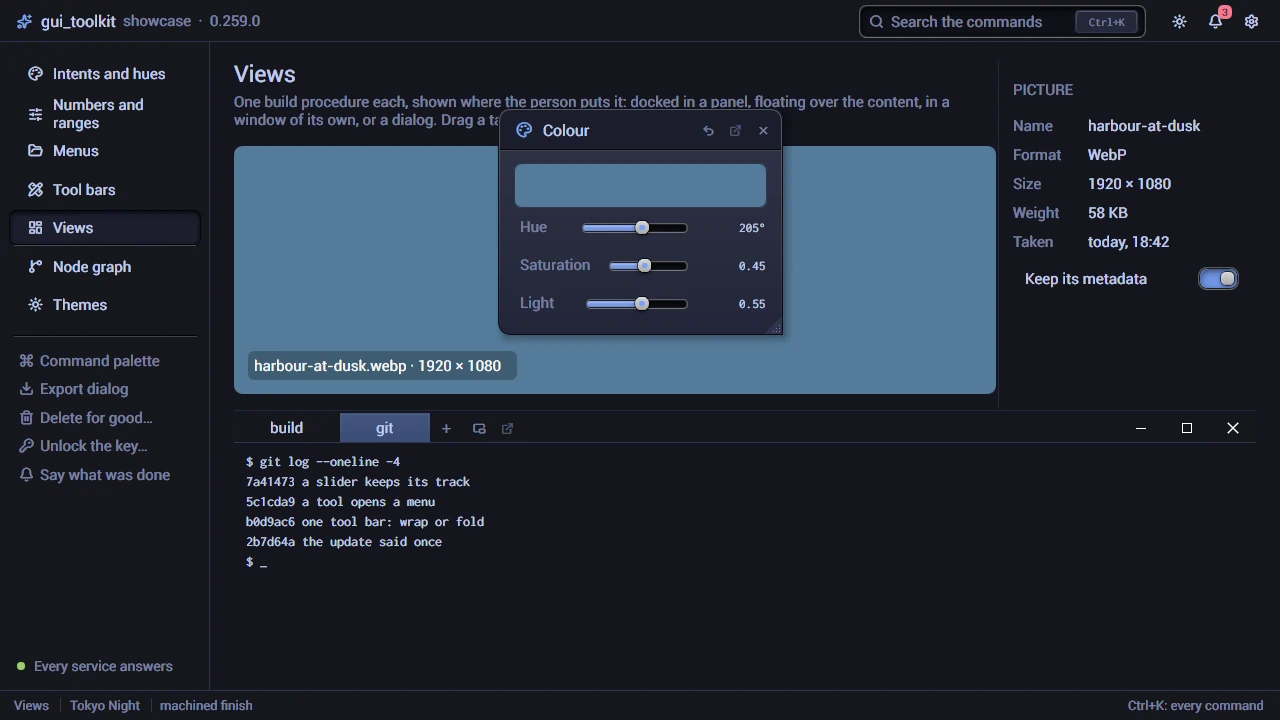 gui_toolkit showcase · 0.259.0
Search the commands Ctrl+K
3
Intents and hues
Numbers and
ranges
Menus
Tool bars
Views
Node graph
Themes
Command palette
Export dialog
Delete for good...
Unlock the key...
Say what was done
Every service answers
Views
One build procedure each, shown where the person puts it: docked in a panel, floating over the content, in a
window of its own, or a dialog. Drag a ta
Colour
Hue 205°
Saturation 0.45
Light 0.55
harbour-at-dusk.webp · 1920 × 1080
PICTURE
Name harbour-at-dusk
Format WebP
Size 1920 × 1080
Weight 58 KB
Taken today, 18:42
Keep its metadata
build git
$ git log --oneline -4
7a41473 a slider keeps its track
5c1cda9 a tool opens a menu
b0d9ac6 one tool bar: wrap or fold
2b7d64a the update said once
$ _
Views Tokyo Night machined finish
Ctrl+K: every command